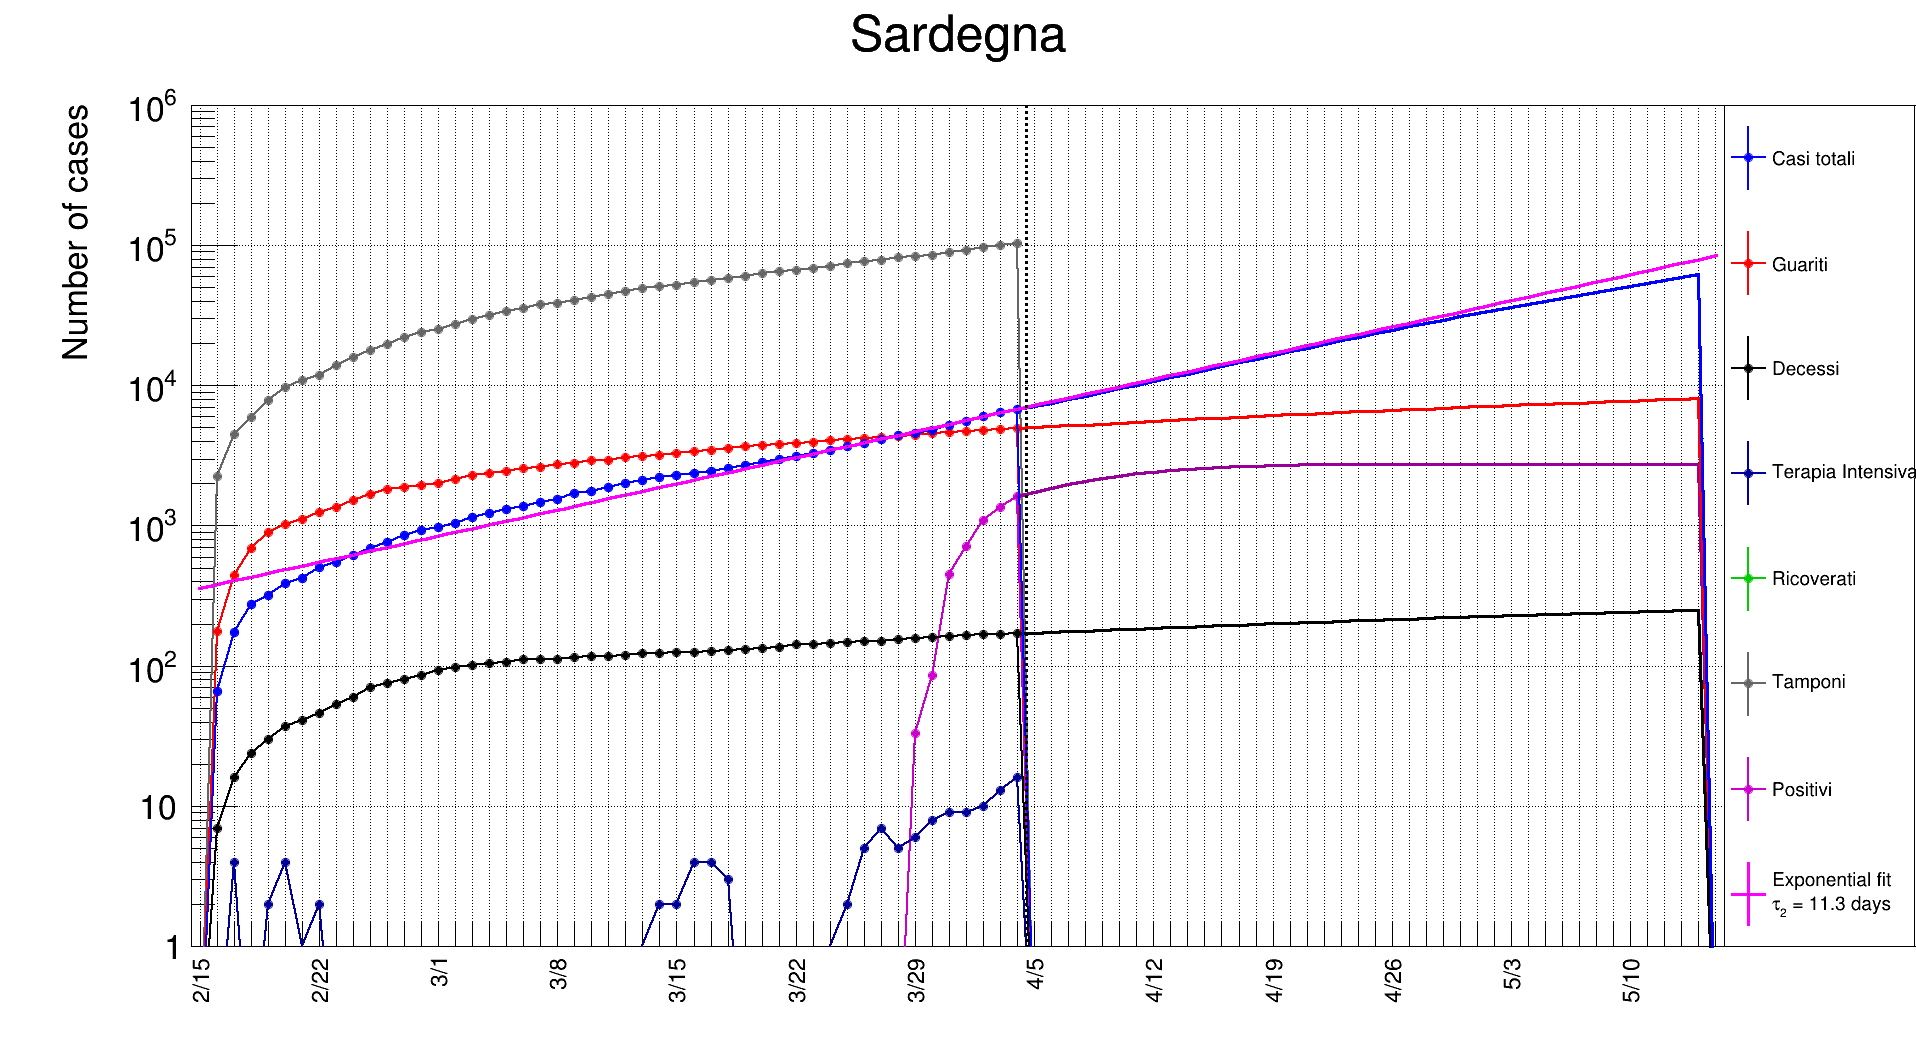 Sardegna
Number of cases
10^6
10^5
10^4
10^3
10^2
10
1
2/15
2/22
3/1
3/8
3/15
3/22
3/29
4/5
4/12
4/19
4/26
5/3
5/10
Casi totali
Guariti
Decessi
Terapia Intensiva
Ricoverati
Tamponi
Positivi
Exponential fit
τ₂ = 11.3 days